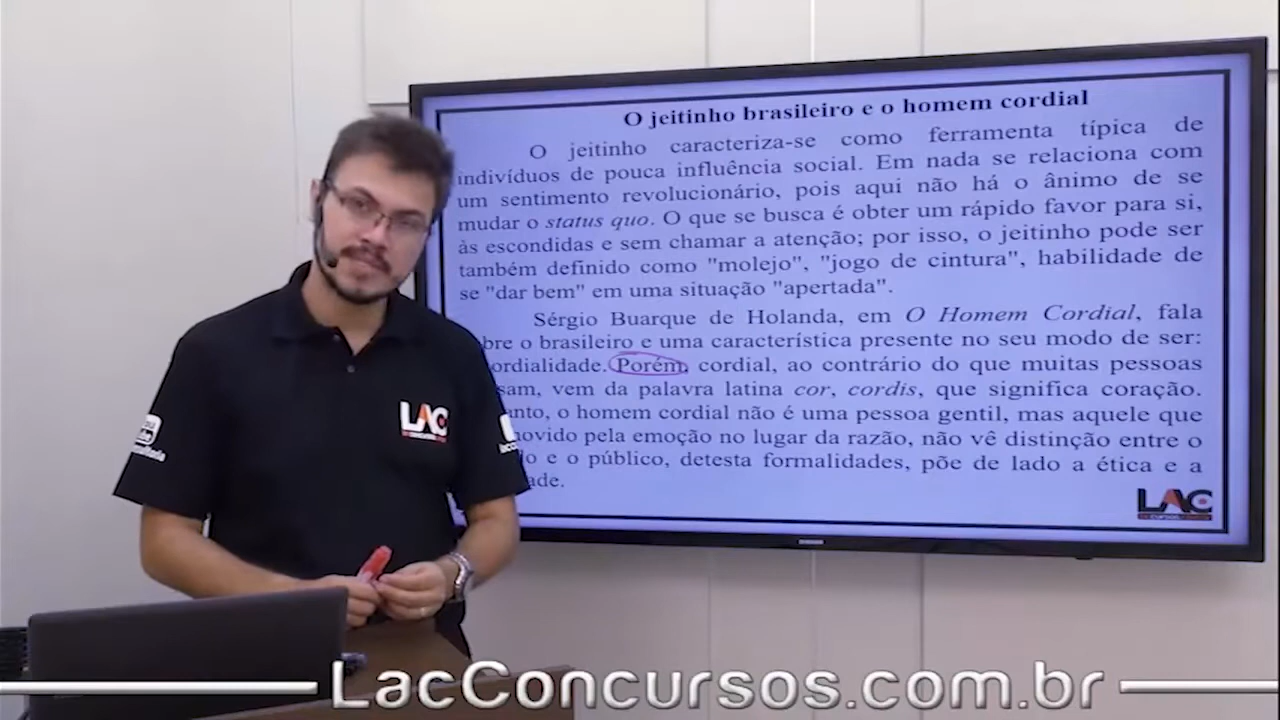 O jeitinho brasileiro e o homem cordial
O jeitinho caracteriza-se como ferramenta típica de
indivíduos de pouca influência social. Em nada se relaciona com
um sentimento revolucionário, pois aqui não há o ânimo de se
mudar o status quo. O que se busca é obter um rápido favor para si,
às escondidas e sem chamar a atenção; por isso, o jeitinho pode ser
também definido como "molejo", "jogo de cintura", habilidade de
se "dar bem" em uma situação "apertada".
Sérgio Buarque de Holanda, em O Homem Cordial, fala
bre o brasileiro e uma característica presente no seu modo de ser:
ordialidade. Porém, cordial, ao contrário do que muitas pessoas
sam, vem da palavra latina cor, cordis, que significa coração.
anto, o homem cordial não é uma pessoa gentil, mas aquele que
ovido pela emoção no lugar da razão, não vê distinção entre o
do e o público, detesta formalidades, põe de lado a ética e a
ade.
LAC
LAC
LacConcursos.com.br